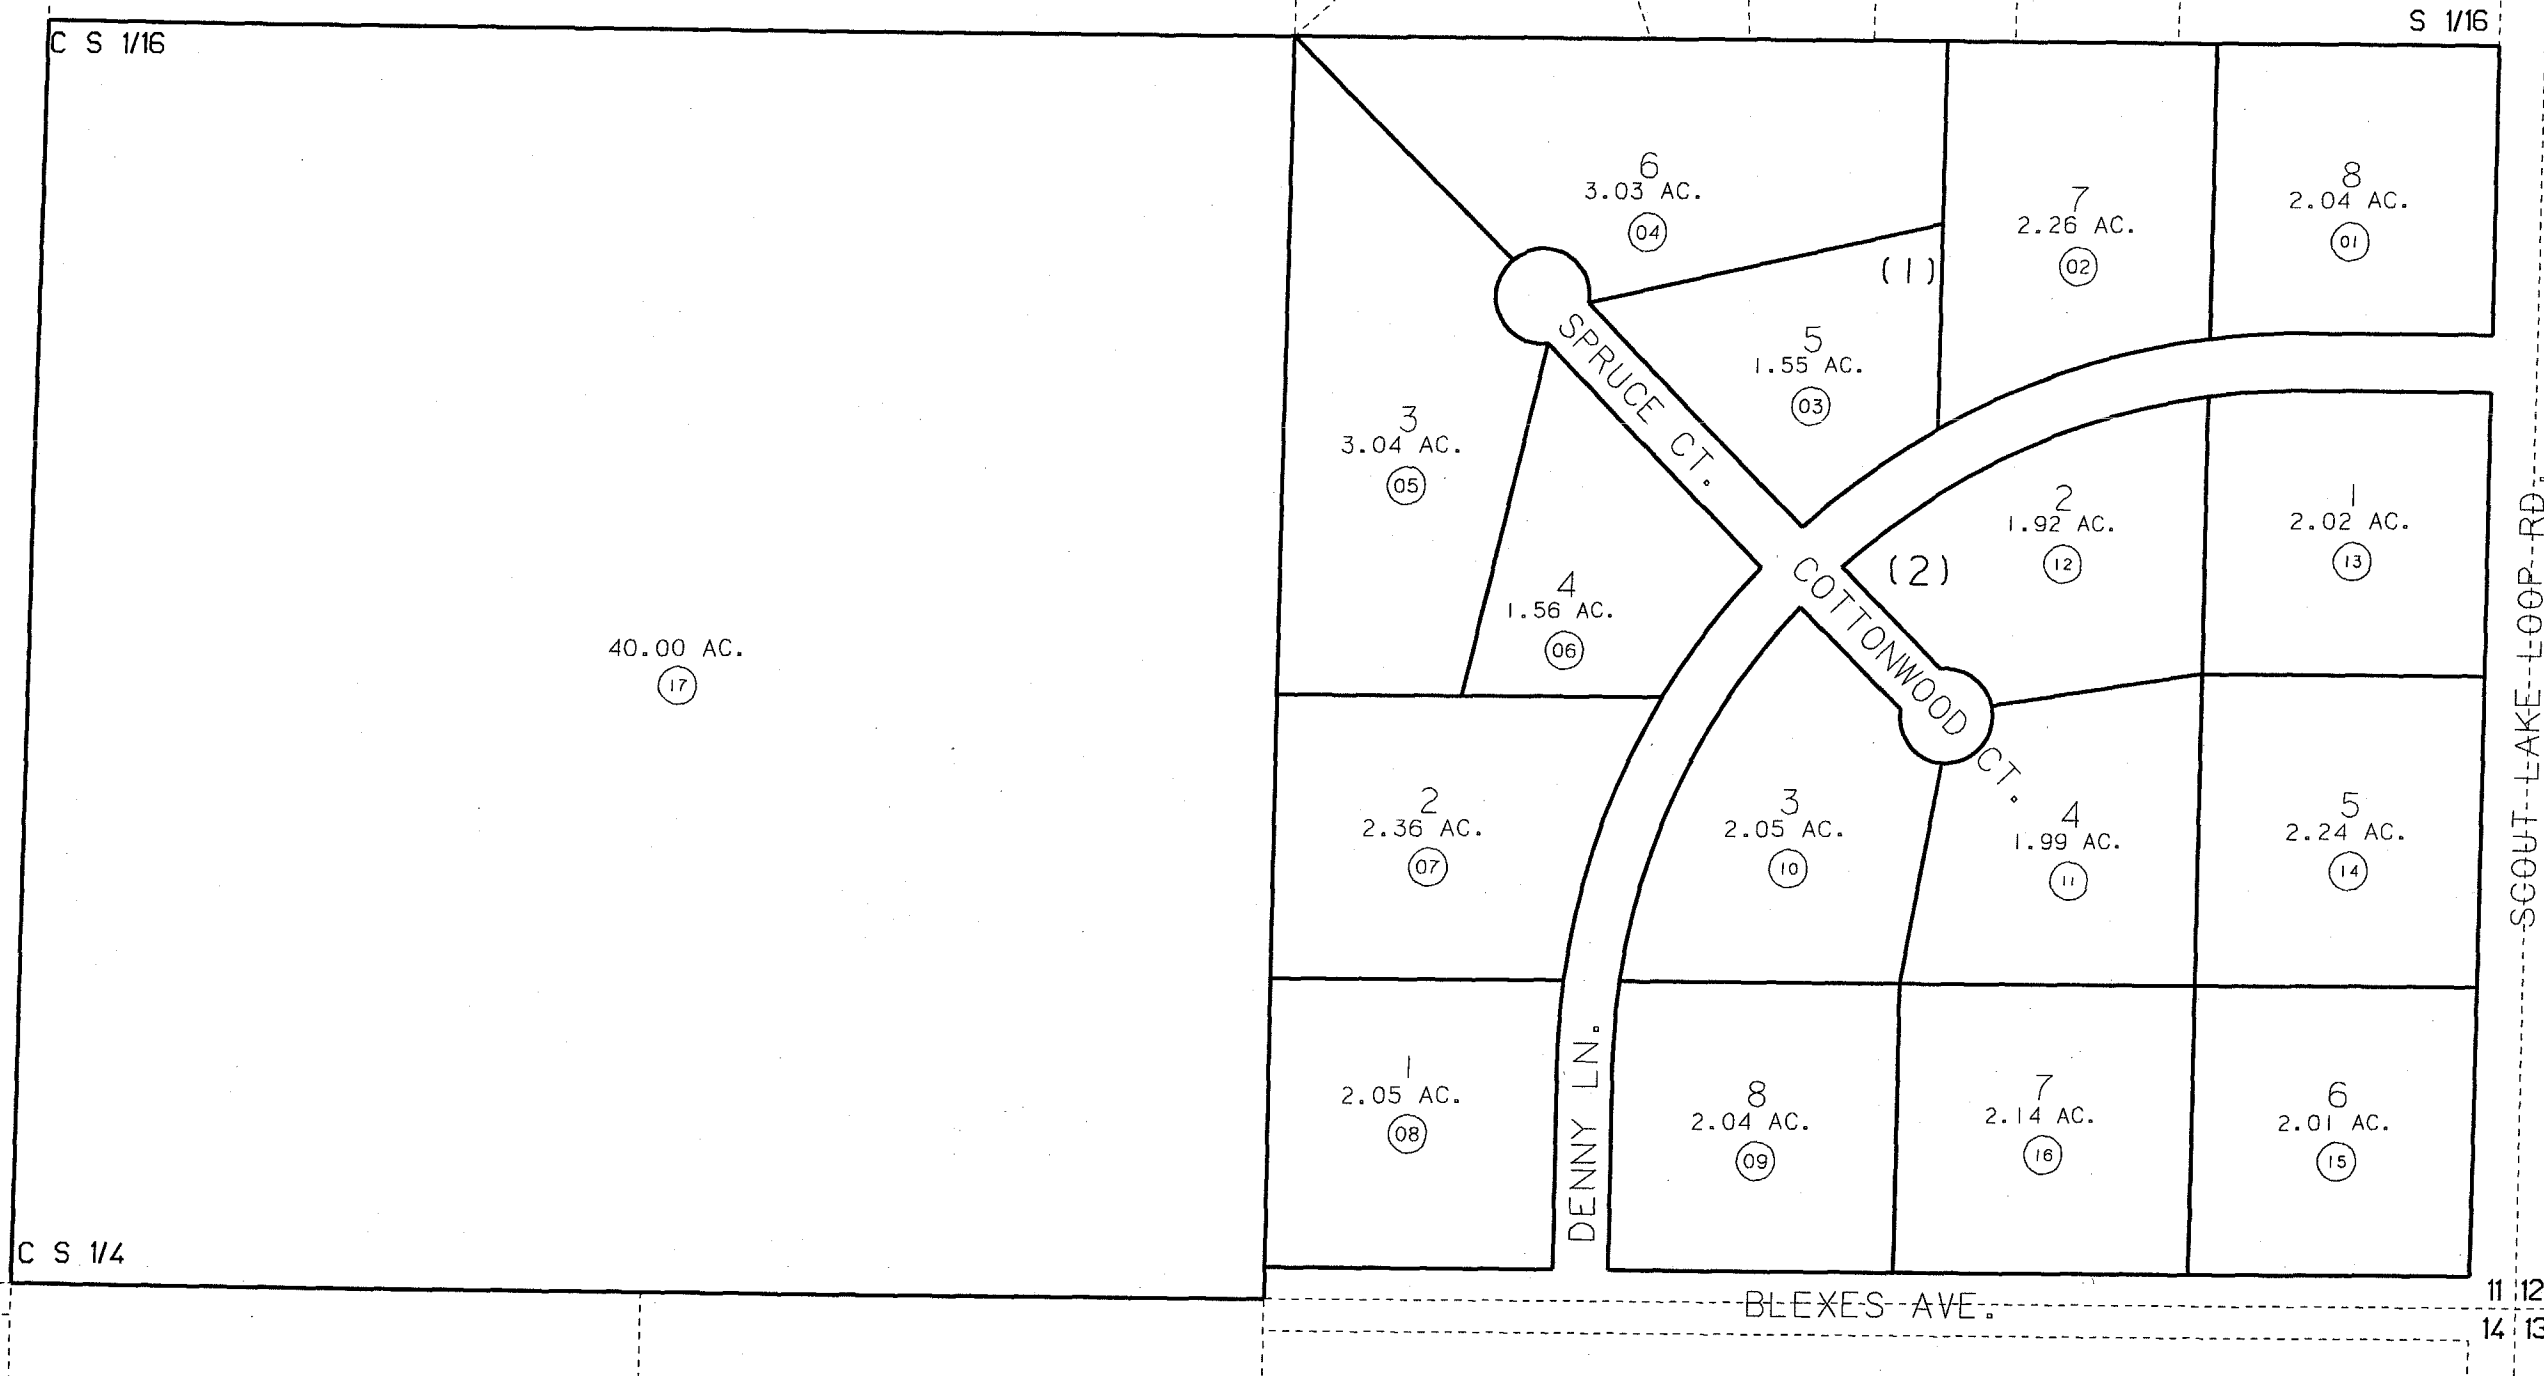 C S 1/16
S 1/16
6
3.03 AC.
04
7
2.26 AC.
02
8
2.04 AC.
01
(1)
5
1.55 AC.
03
SPRUCE CT.
3
3.04 AC.
05
4
1.56 AC.
06
2
1.92 AC.
12
1
2.02 AC.
13
(2)
COTTONWOOD CT.
SCOUT LAKE LOOP RD.
40.00 AC.
17
2
2.36 AC.
07
3
2.05 AC.
10
4
1.99 AC.
11
5
2.24 AC.
14
1
2.05 AC.
08
DENNY LN.
8
2.04 AC.
09
7
2.14 AC.
16
6
2.01 AC.
15
C S 1/4
BLEXES AVE.
11 12
14 13